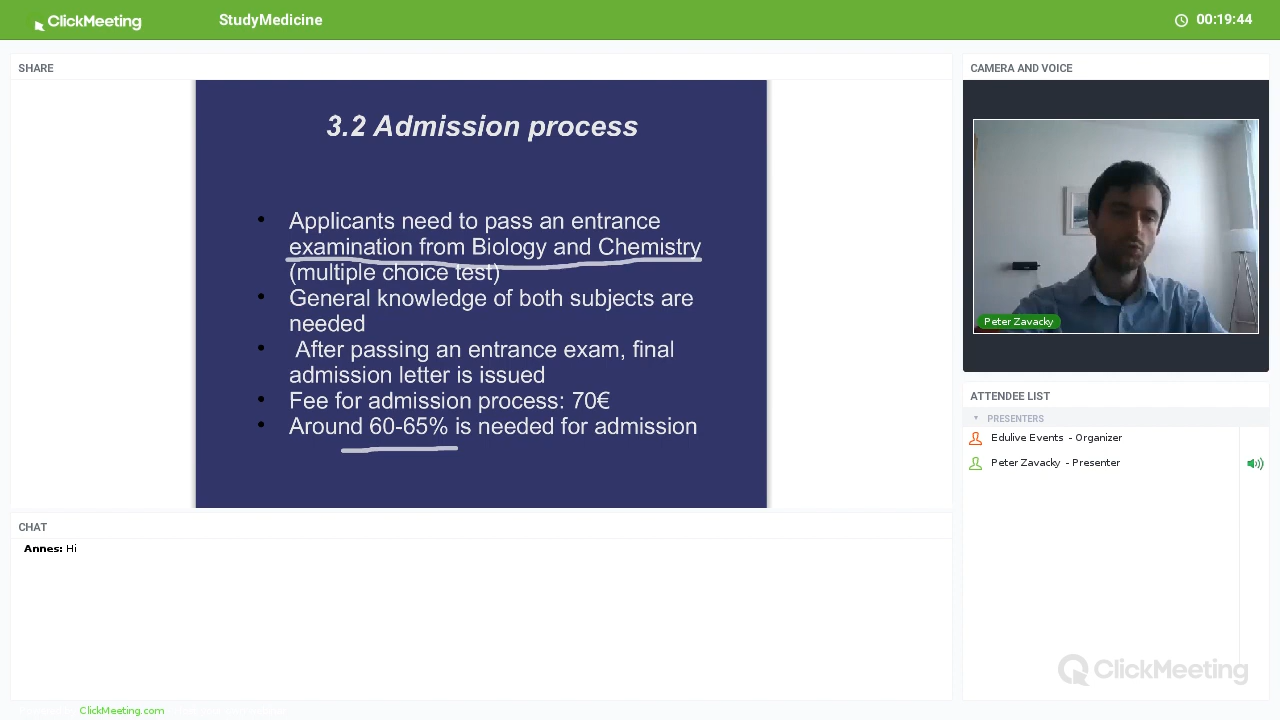 ClickMeeting
StudyMedicine
00:19:44
SHARE
3.2 Admission process
• Applicants need to pass an entrance
examination from Biology and Chemistry
(multiple choice test)
• General knowledge of both subjects are
needed
• After passing an entrance exam, final
admission letter is issued
• Fee for admission process: 70€
• Around 60-65% is needed for admission
CAMERA AND VOICE
Peter Zavacky
ATTENDEE LIST
PRESENTERS
Edulive Events - Organizer
Peter Zavacky - Presenter
CHAT
Annes: Hi
ClickMeeting
ClickMeeting.com